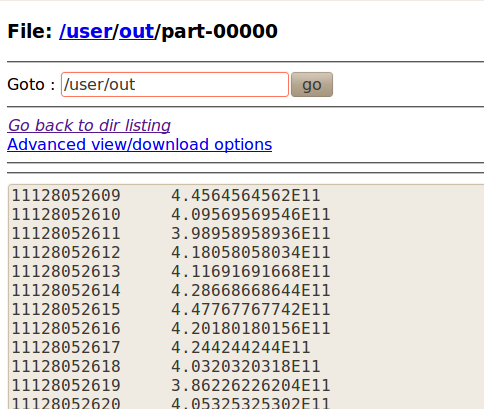 File: /user/out/part-00000
Goto : /user/out go
Go back to dir listing
Advanced view/download options
11128052609 4.4564564562E11
11128052610 4.09569569546E11
11128052611 3.98958958936E11
11128052612 4.18058058034E11
11128052613 4.11691691668E11
11128052614 4.28668668644E11
11128052615 4.47767767742E11
11128052616 4.20180180156E11
11128052617 4.244244244E11
11128052618 4.0320320318E11
11128052619 3.86226226204E11
11128052620 4.05325325302E11